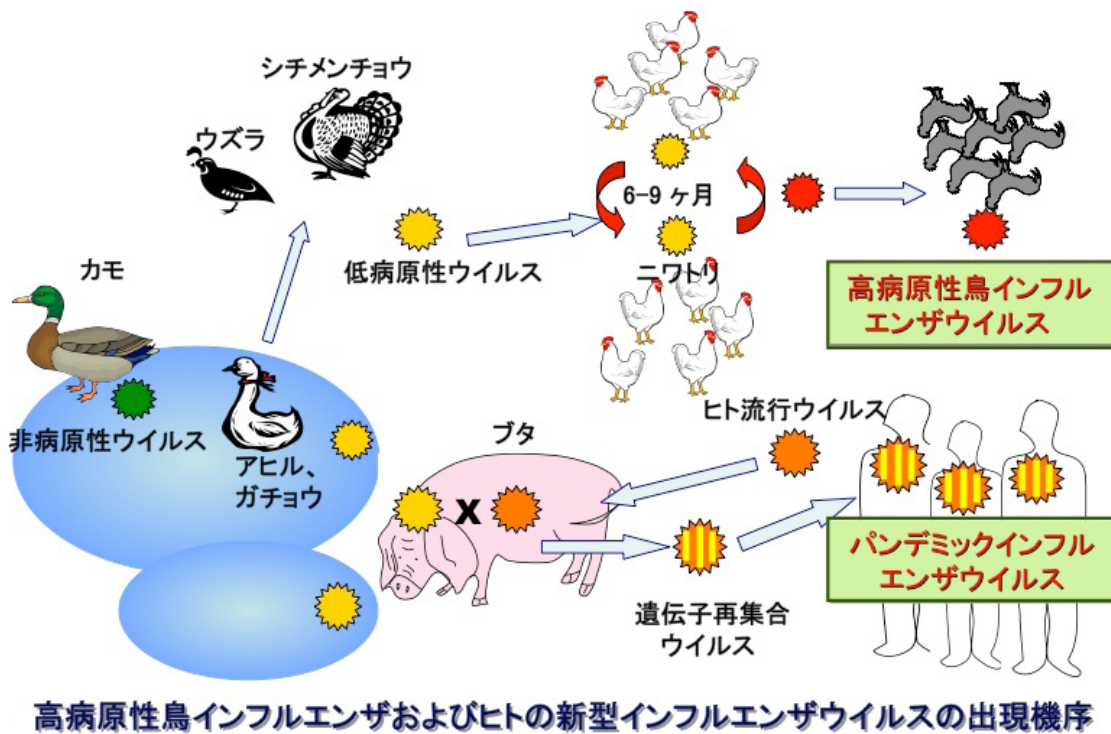 シチメンチョウ
ウズラ
カモ
非病原性ウイルス
アヒル、
ガチョウ
低病原性ウイルス
6-9 ヶ月
ニワトリ
高病原性鳥インフル
エンザウイルス
ブタ
X
ヒト流行ウイルス
遺伝子再集合
ウイルス
パンデミックインフル
エンザウイルス
高病原性鳥インフルエンザおよびヒトの新型インフルエンザウイルスの出現機序